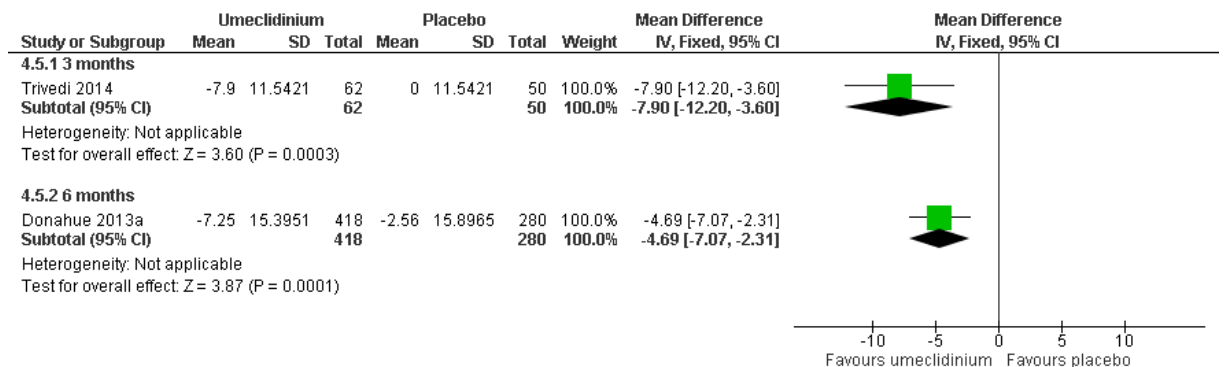 Umeclidinium Placebo Mean Difference Mean Difference
Study or Subgroup Mean SD Total Mean SD Total Weight IV, Fixed, 95% CI IV, Fixed, 95% CI
4.5.1 3 months
Trivedi 2014 -7.9 11.5421 62 0 11.5421 50 100.0% -7.90 [-12.20, -3.60]
Subtotal (95% CI) 62 50 100.0% -7.90 [-12.20, -3.60]
Heterogeneity: Not applicable
Test for overall effect: Z = 3.60 (P = 0.0003)
4.5.2 6 months
Donahue 2013a -7.25 15.3951 418 -2.56 15.8965 280 100.0% -4.69 [-7.07, -2.31]
Subtotal (95% CI) 418 280 100.0% -4.69 [-7.07, -2.31]
Heterogeneity: Not applicable
Test for overall effect: Z = 3.87 (P = 0.0001)
-10 -5 0 5 10
Favours umeclidinium Favours placebo